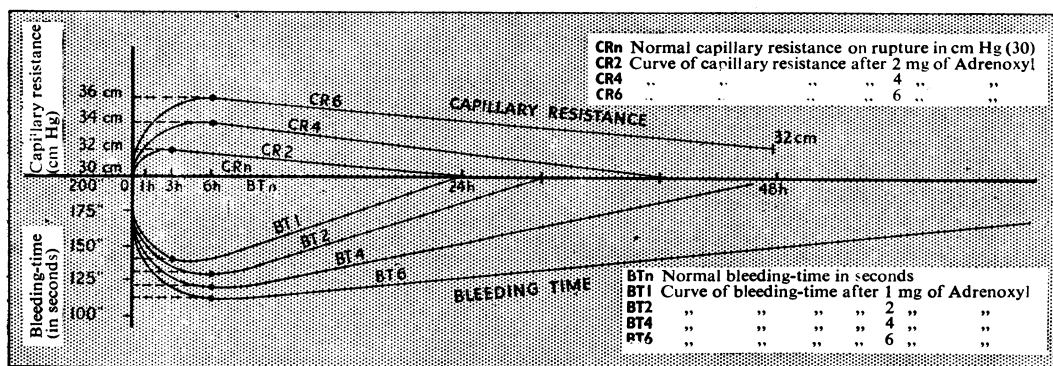 Capillary resistance
(cm Hg)
36 cm
34 cm
32 cm
30 cm
CRn Normal capillary resistance on rupture in cm Hg (30)
CR2 Curve of capillary resistance after 2 mg of Adrenoxyl
CR4 ,, ,, ,, ,, 4 ,, ,,
CR6 ,, ,, ,, ,, 6 ,, ,,
CR6
CR4
CR2
CRn
CAPILLARY RESISTANCE
32cm
200"
0 1h 3h 6h BTn 24h 48h
175"
150"
125"
100"
Bleeding-time
(in seconds)
BT1
BT2
BT4
BT6
BLEEDING TIME
BTn Normal bleeding-time in seconds
BT1 Curve of bleeding-time after 1 mg of Adrenoxyl
BT2 ,, ,, ,, ,, 2 ,, ,,
BT4 ,, ,, ,, ,, 4 ,, ,,
BT6 ,, ,, ,, ,, 6 ,, ,,